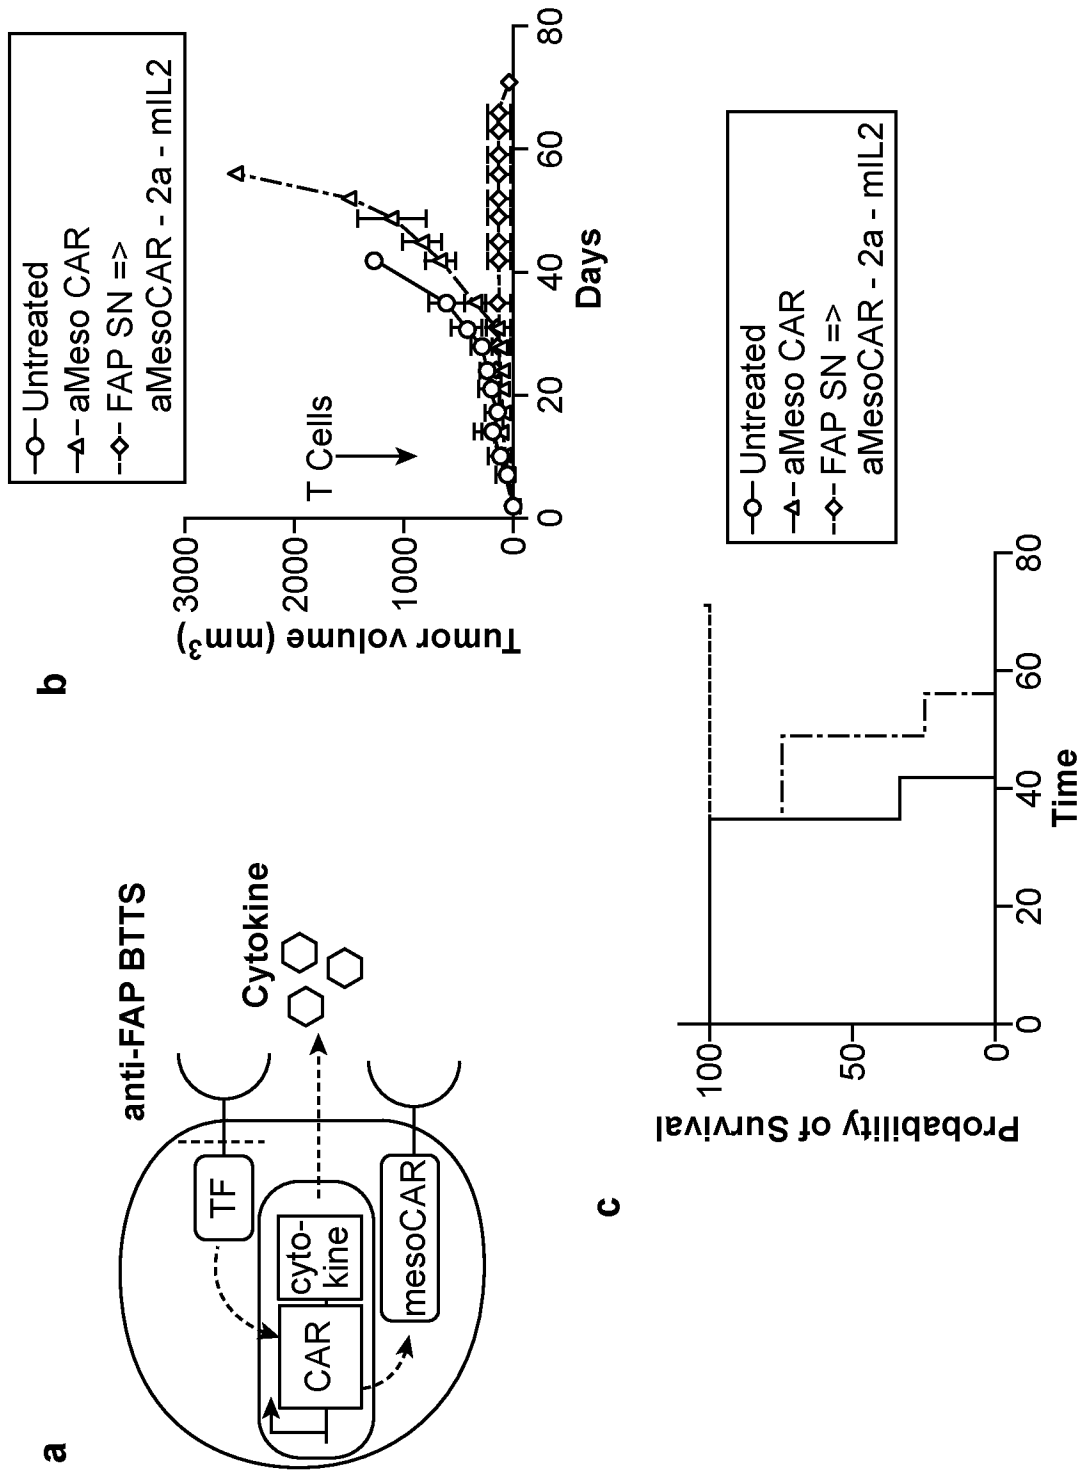 a
anti-FAP BTTS
TF
CAR
cyto-
kine
mesoCAR
Cytokine
b
Untreated
aMeso CAR
FAP SN =>
aMesoCAR - 2a - mIL2
T Cells
Tumor volume (mm³)
3000
2000
1000
0
0
20
40
60
80
Days
c
Untreated
aMeso CAR
FAP SN =>
aMesoCAR - 2a - mIL2
Probability of Survival
100
50
0
0
20
40
60
80
Time